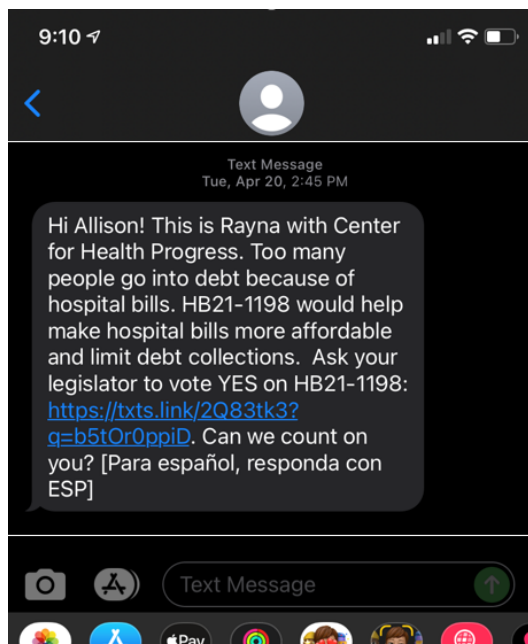 9:10
Text Message
Tue, Apr 20, 2:45 PM
Hi Allison! This is Rayna with Center
for Health Progress. Too many
people go into debt because of
hospital bills. HB21-1198 would help
make hospital bills more affordable
and limit debt collections.  Ask your
legislator to vote YES on HB21-1198:
https://txts.link/2Q83tk3?
q=b5tOr0ppiD. Can we count on
you? [Para español, responda con
ESP]
Text Message
Pay